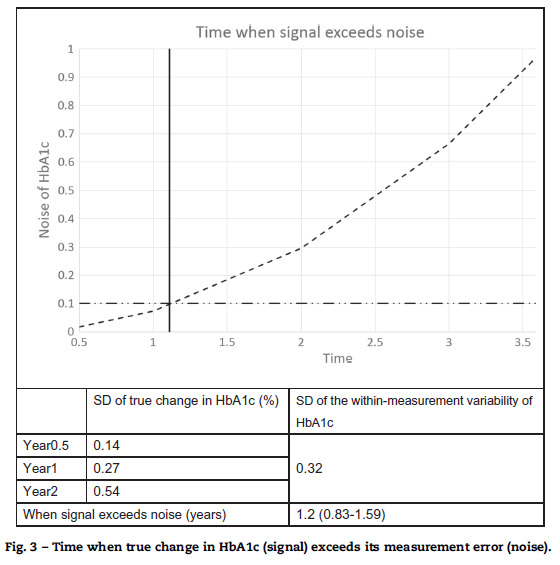 Time when signal exceeds noise
Noise of HbA1c
1
0.9
0.8
0.7
0.6
0.5
0.4
0.3
0.2
0.1
0
0.5
1
1.5
2
2.5
3
3.5
Time
SD of true change in HbA1c (%)
SD of the within-measurement variability of
HbA1c
Year0.5
0.14
Year1
0.27
0.32
Year2
0.54
When signal exceeds noise (years)
1.2 (0.83-1.59)
Fig. 3 – Time when true change in HbA1c (signal) exceeds its measurement error (noise).